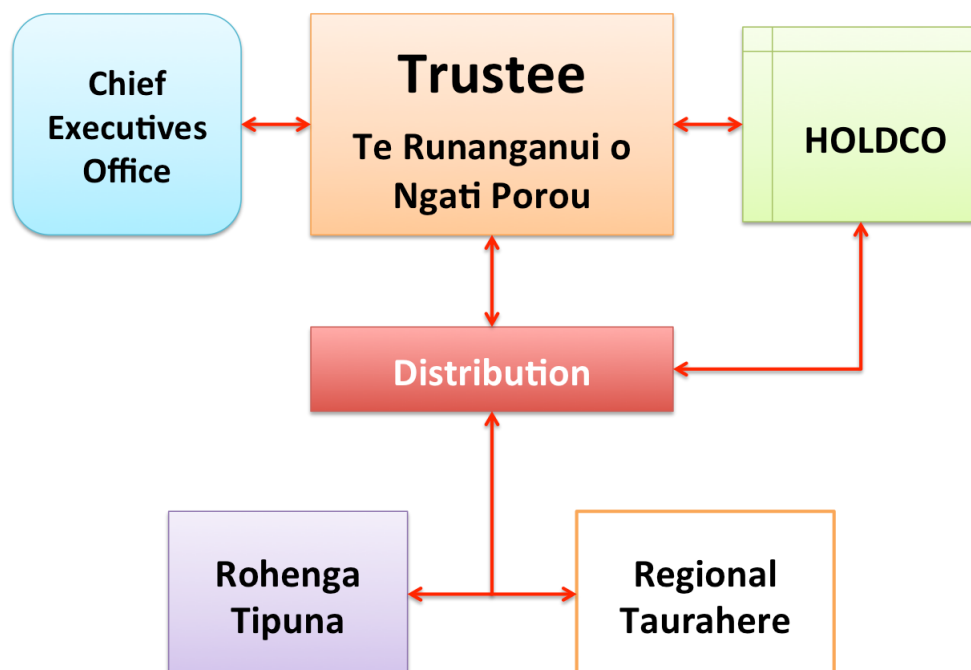 Chief
Executives
Office
Trustee
Te Runanganui o
Ngati Porou
HOLDCO
Distribution
Rohenga
Tipuna
Regional
Taurahere